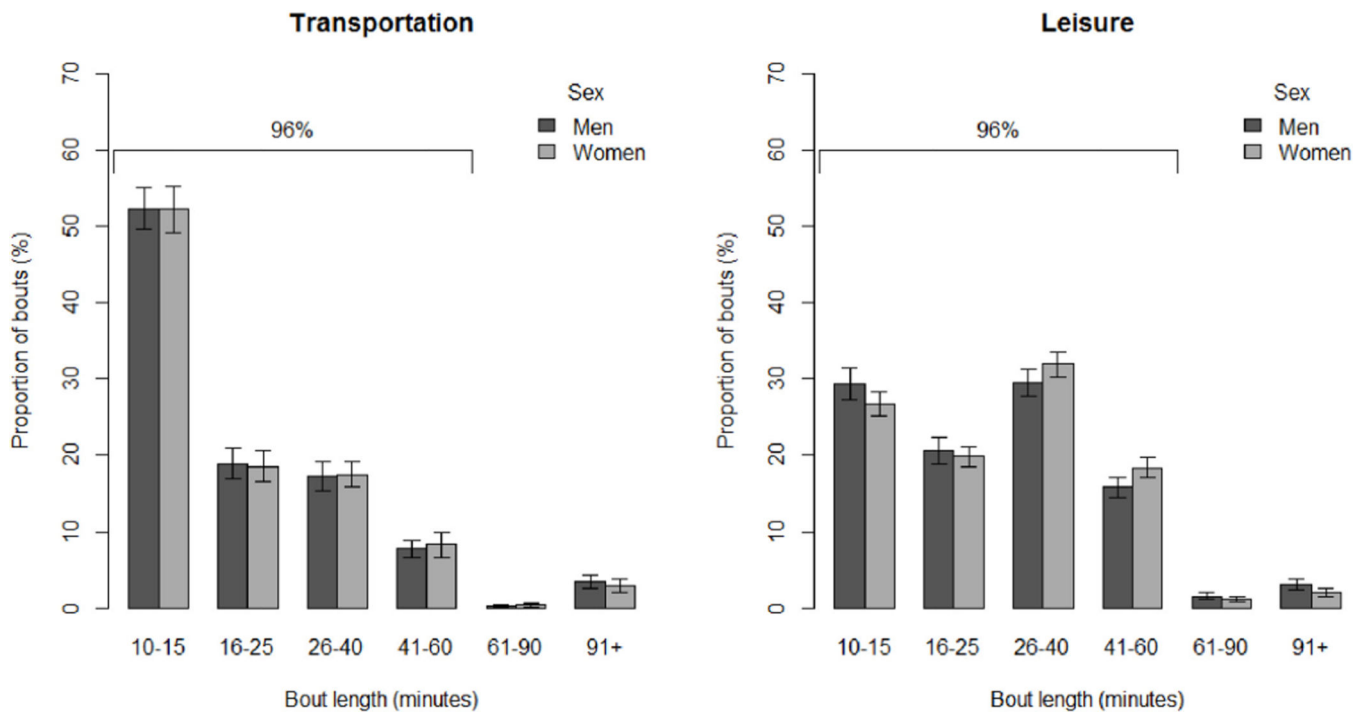 Transportation
Proportion of bouts (%)
70
60
50
40
30
20
10
0
96%
Sex
Men
Women
10-15 16-25 26-40 41-60 61-90 91+
Bout length (minutes)
Leisure
Proportion of bouts (%)
70
60
50
40
30
20
10
0
96%
Sex
Men
Women
10-15 16-25 26-40 41-60 61-90 91+
Bout length (minutes)